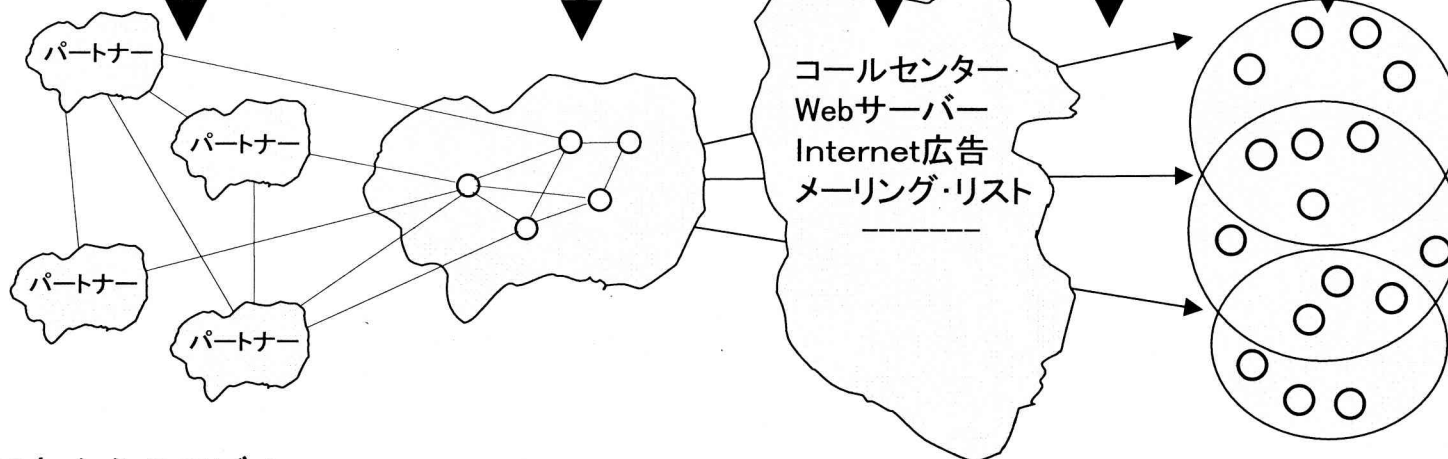 パートナー
パートナー
パートナー
パートナー
コールセンター
Webサーバー
Internet広告
メーリング・リスト
-------